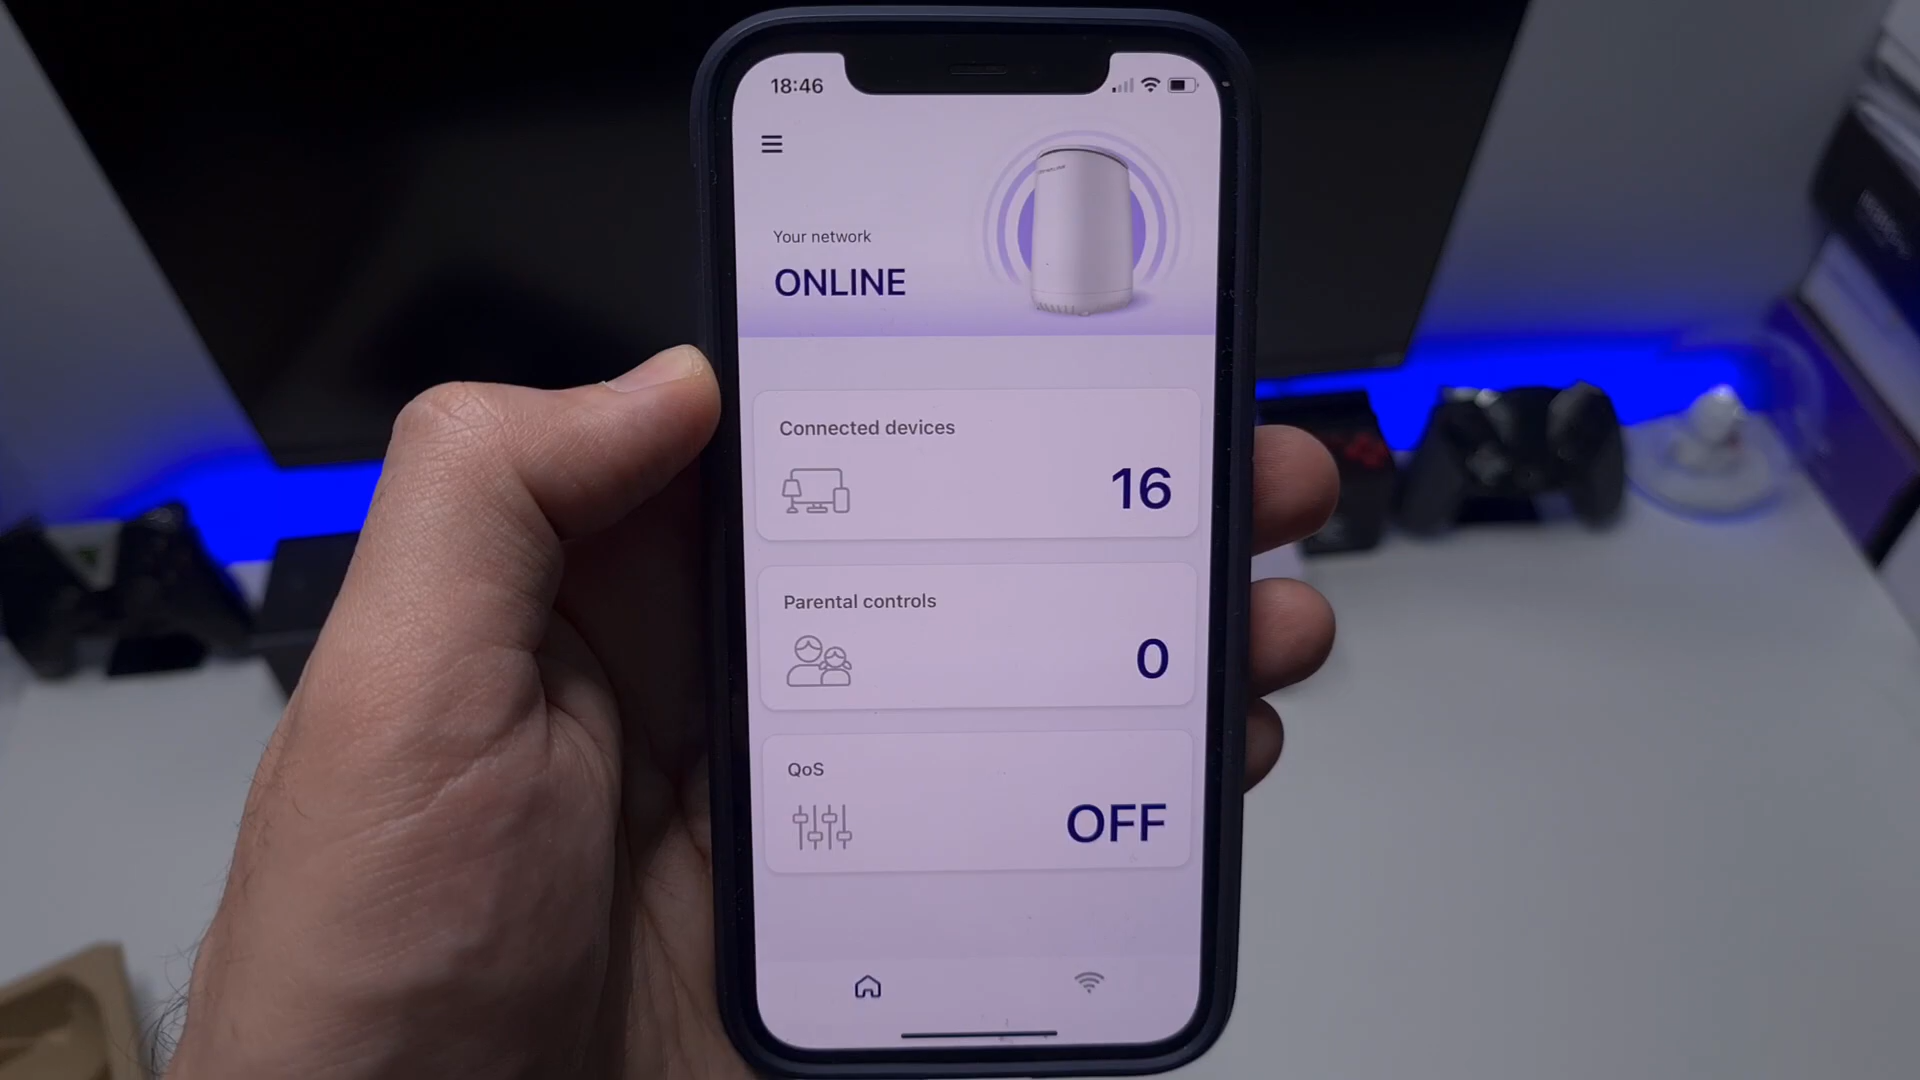 18:46
Your network
ONLINE
Connected devices
16
Parental controls
0
QoS
OFF